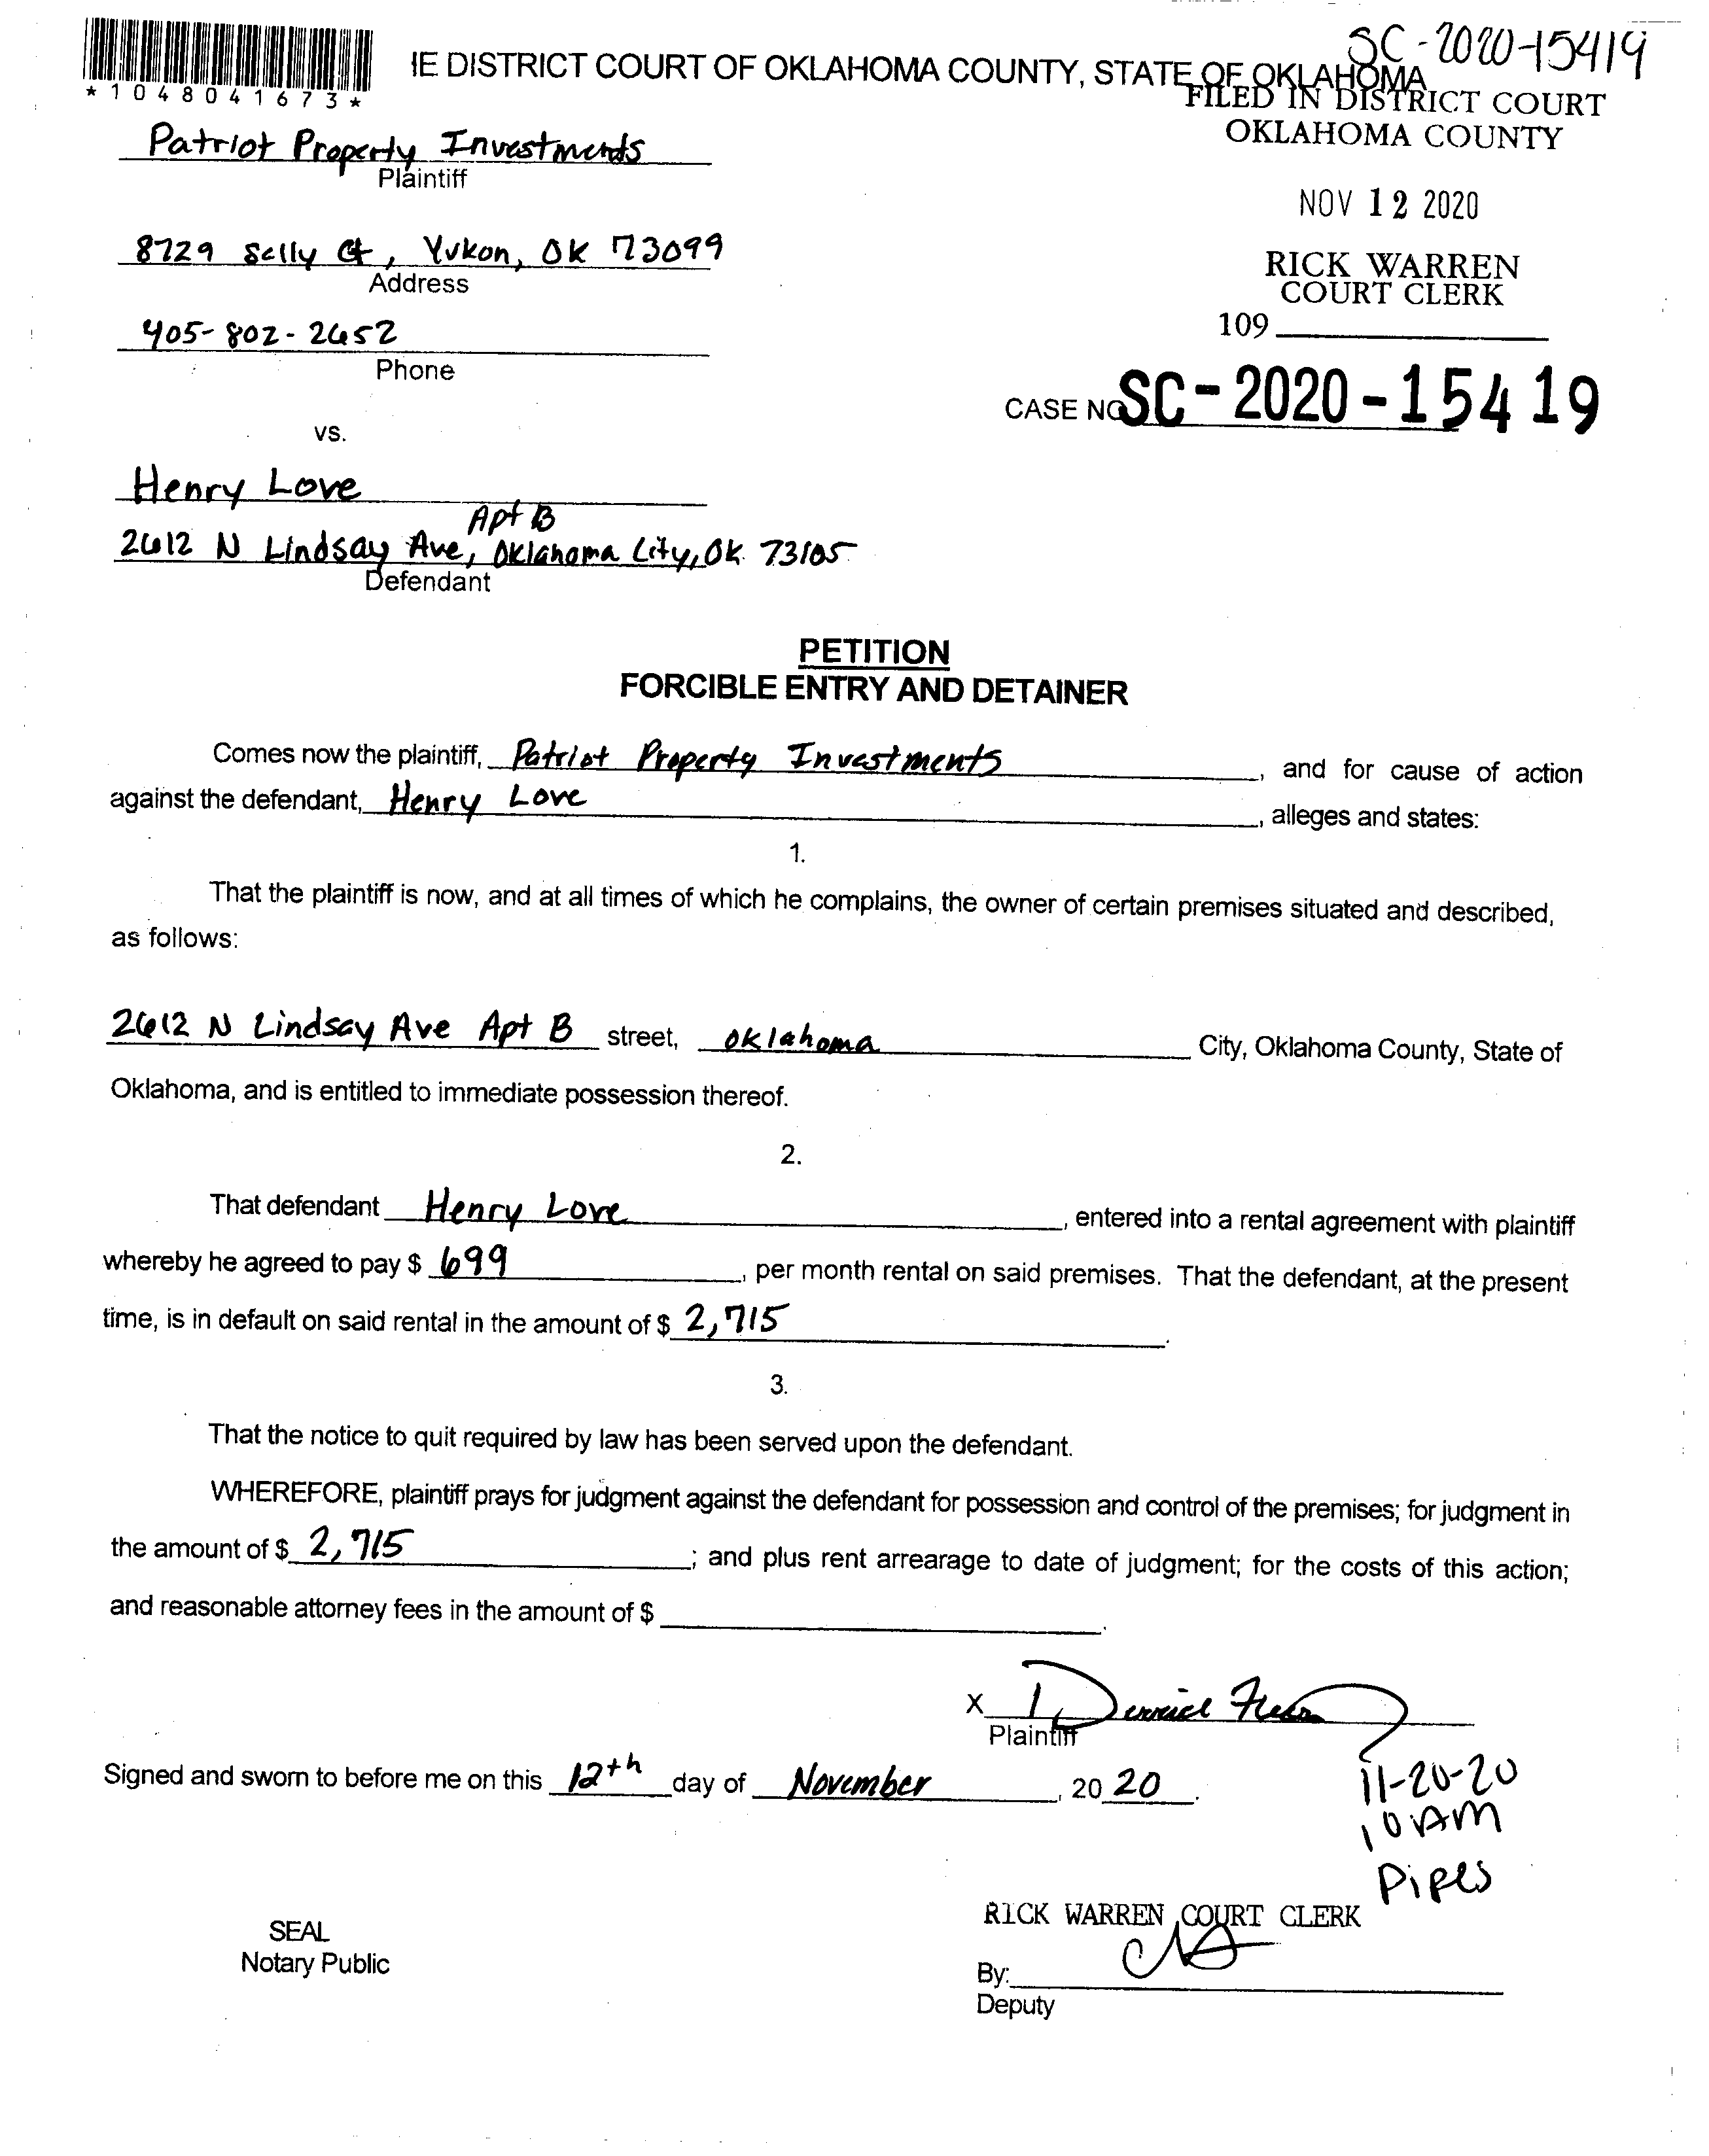 *1048041673*
IE DISTRICT COURT OF OKLAHOMA COUNTY, STATE OF OKLAHOMA
SC-2020-15419
FILED IN DISTRICT COURT
OKLAHOMA COUNTY
NOV 12 2020
RICK WARREN
COURT CLERK
109
Patriot Property Investments
Plaintiff
8729 Selly Ct, Yukon, OK 73099
Address
405-802-2652
Phone
CASE NO SC-2020-15419
vs.
Henry Love
Apt B
2612 N Lindsay Ave, Oklahoma City, OK 73105
Defendant
PETITION
FORCIBLE ENTRY AND DETAINER
Comes now the plaintiff, Patriot Property Investments, and for cause of action
against the defendant, Henry Love, alleges and states:
1.
That the plaintiff is now, and at all times of which he complains, the owner of certain premises situated and described,
as follows:
2612 N Lindsay Ave Apt B street, Oklahoma City, Oklahoma County, State of
Oklahoma, and is entitled to immediate possession thereof.
2.
That defendant Henry Love, entered into a rental agreement with plaintiff
whereby he agreed to pay $ 699, per month rental on said premises. That the defendant, at the present
time, is in default on said rental in the amount of $ 2,715.
3.
That the notice to quit required by law has been served upon the defendant.
WHEREFORE, plaintiff prays for judgment against the defendant for possession and control of the premises; for judgment in
the amount of $ 2,715; and plus rent arrearage to date of judgment; for the costs of this action;
and reasonable attorney fees in the amount of $ .
X
Plaintiff
Signed and sworn to before me on this 12th day of November, 20 20.
11-20-20
10 AM
Pipes
RICK WARREN COURT CLERK
SEAL
Notary Public
By:
Deputy